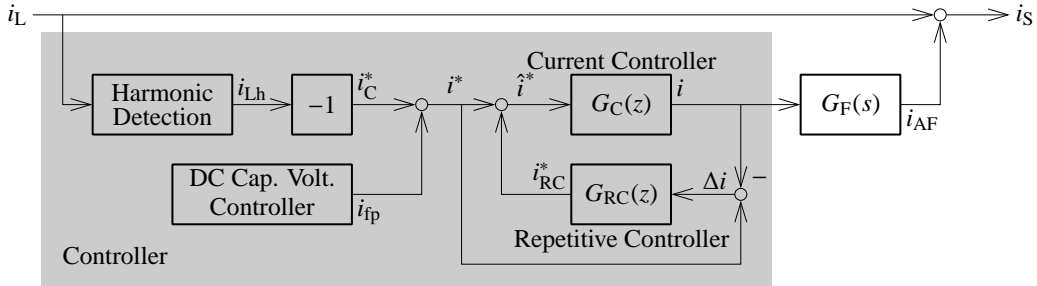 i_L
i_S
Current Controller
Harmonic
Detection
i_Lh
−1
i*_C
i*
î*
G_C(z)
i
G_F(s)
i_AF
DC Cap. Volt.
Controller
i_fp
i*_RC
G_RC(z)
Δi
−
Repetitive Controller
Controller